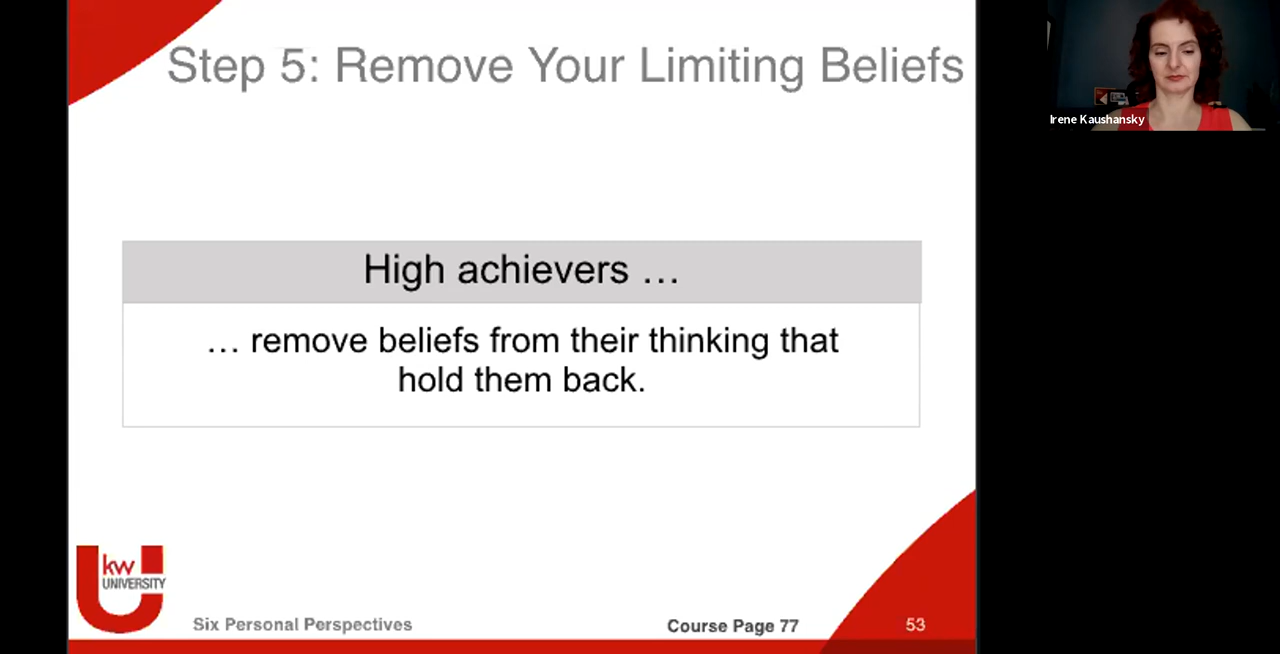 Step 5: Remove Your Limiting Beliefs
Irene Kaushansky
High achievers …
… remove beliefs from their thinking that
hold them back.
kw
UNIVERSITY
Six Personal Perspectives
Course Page 77
53